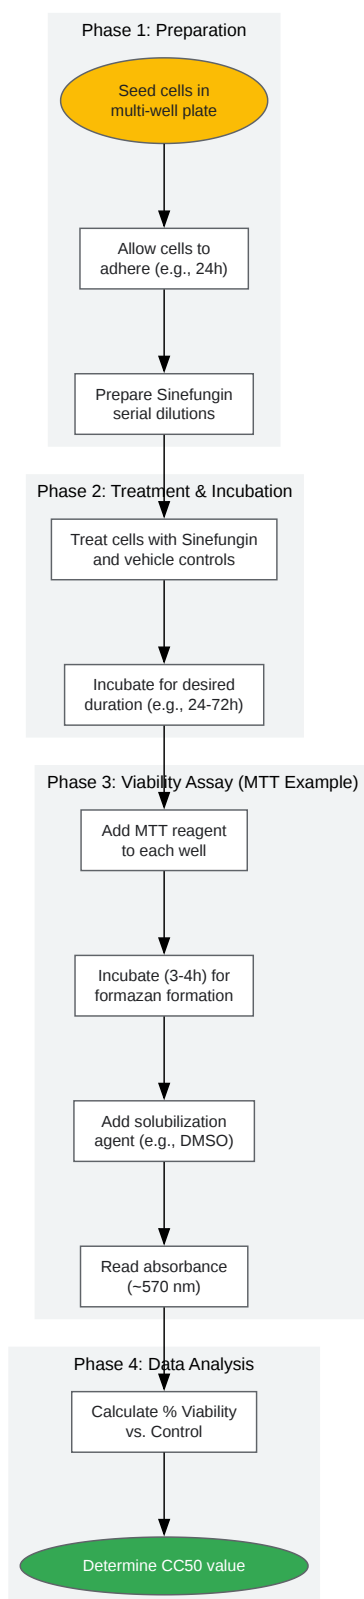 Phase 1: Preparation
Seed cells in
multi-well plate
Allow cells to
adhere (e.g., 24h)
Prepare Sinefungin
serial dilutions
Phase 2: Treatment & Incubation
Treat cells with Sinefungin
and vehicle controls
Incubate for desired
duration (e.g., 24-72h)
Phase 3: Viability Assay (MTT Example)
Add MTT reagent
to each well
Incubate (3-4h) for
formazan formation
Add solubilization
agent (e.g., DMSO)
Read absorbance
(~570 nm)
Phase 4: Data Analysis
Calculate % Viability
vs. Control
Determine CC50 value